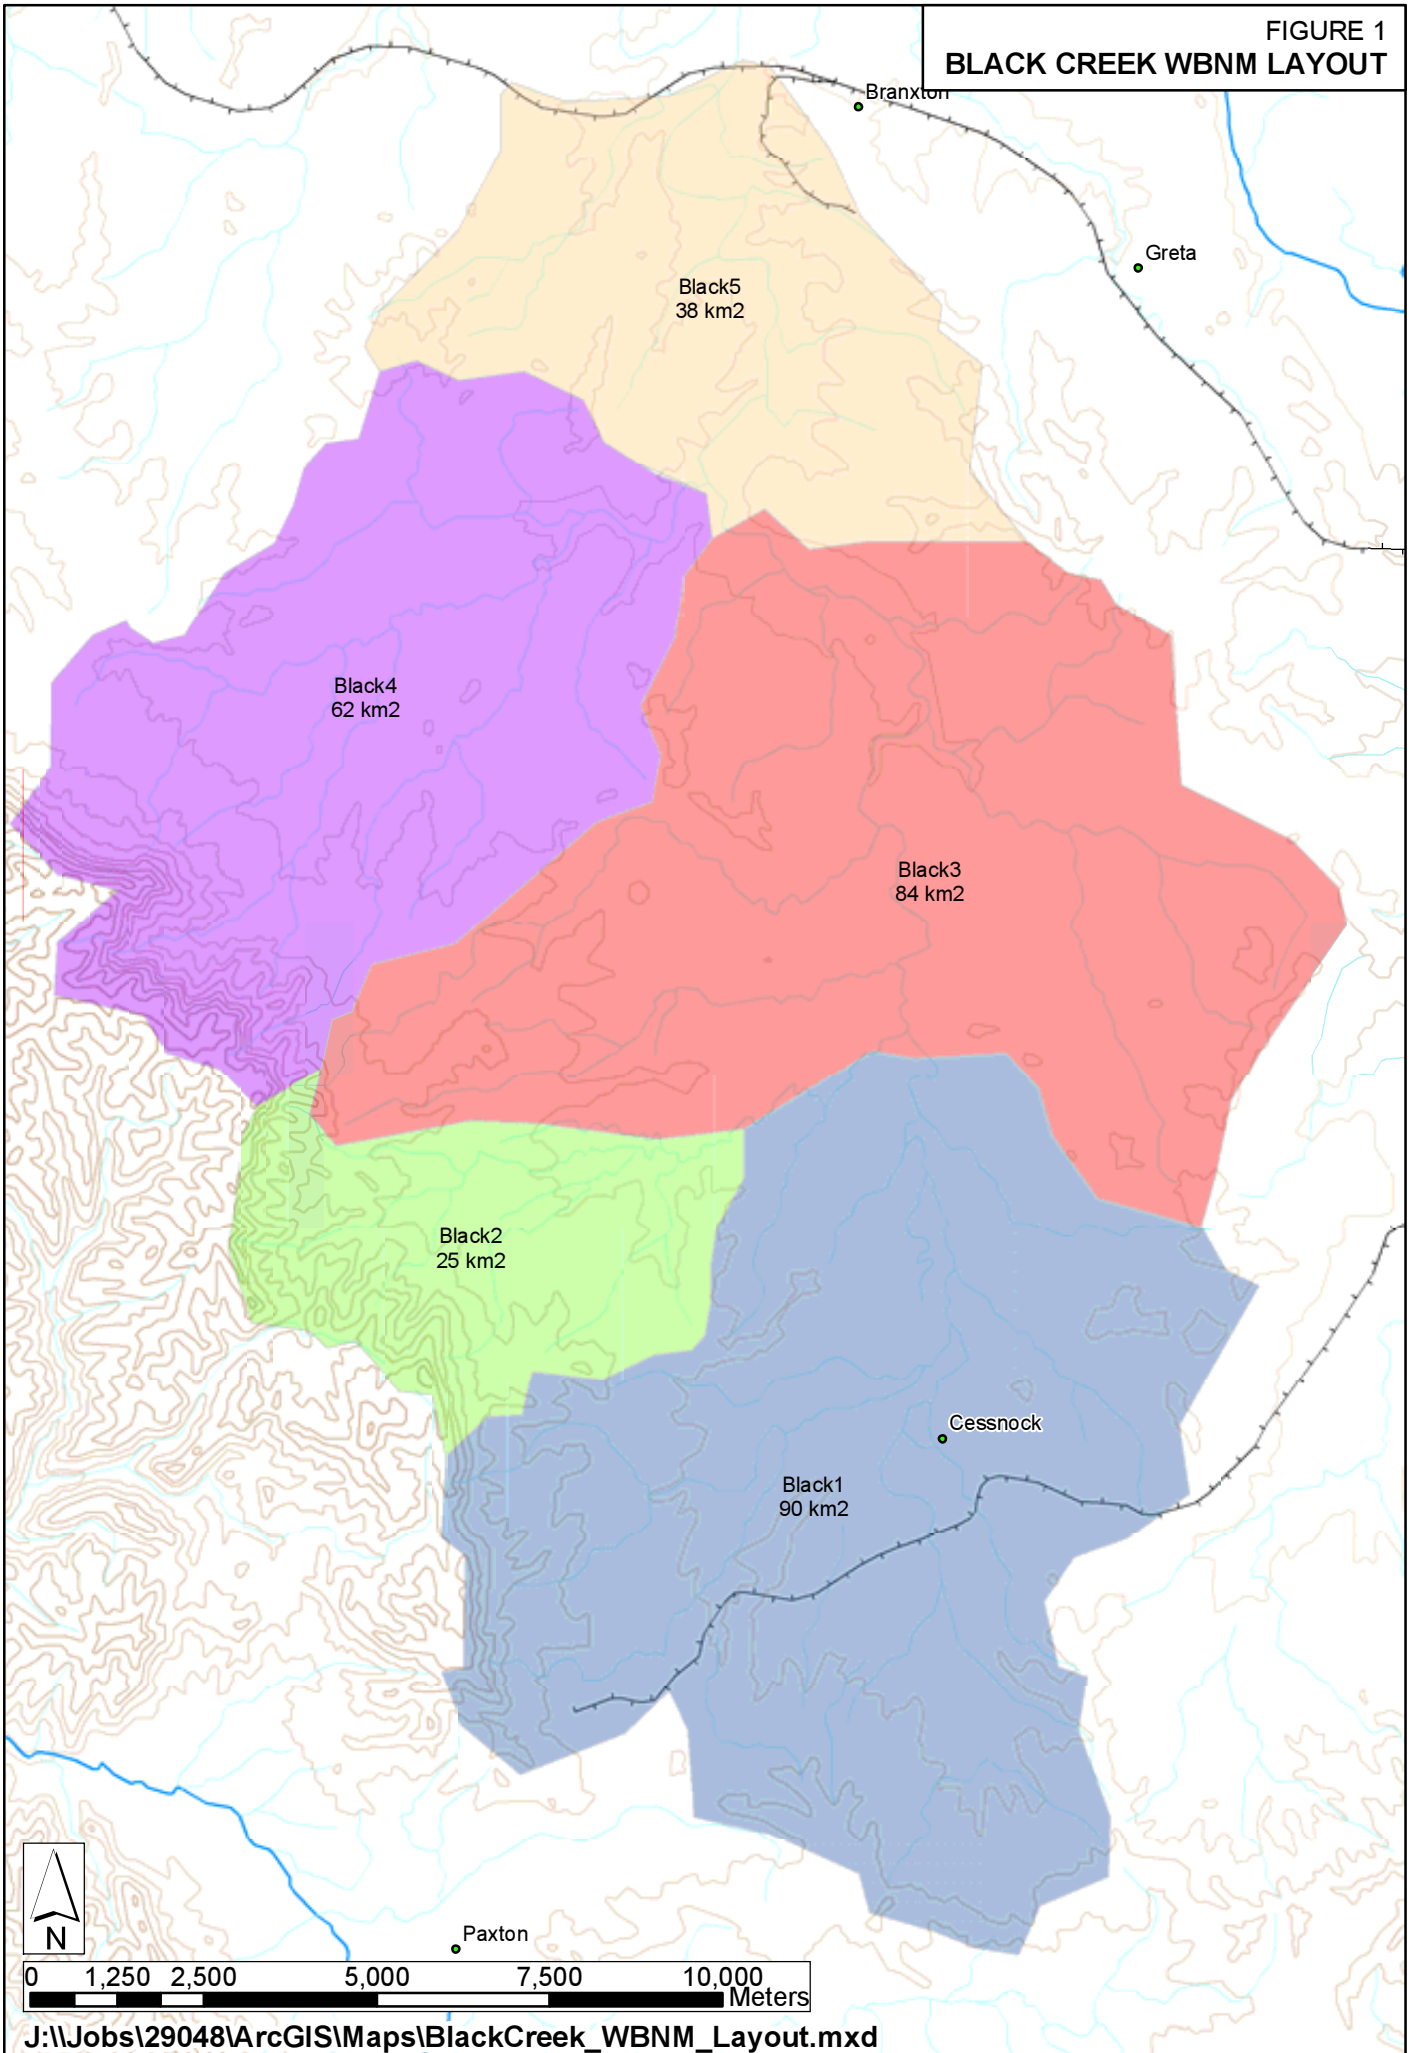 FIGURE 1
BLACK CREEK WBNM LAYOUT
Branxton
Greta
Black5
38 km2
Black4
62 km2
Black3
84 km2
Black2
25 km2
Cessnock
Black1
90 km2
Paxton
N
0 1,250 2,500 5,000 7,500 10,000
Meters
J:\\Jobs\29048\ArcGIS\Maps\BlackCreek_WBNM_Layout.mxd